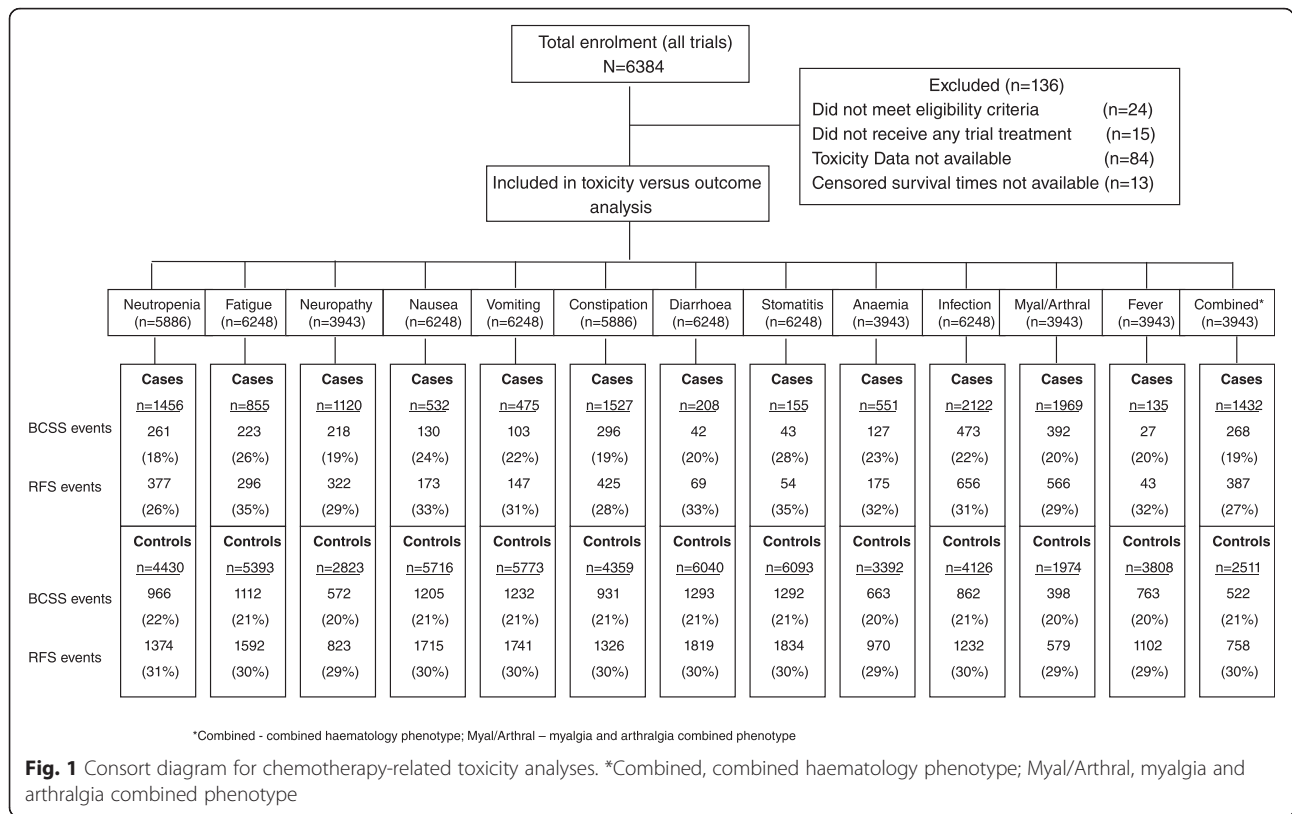 Total enrolment (all trials)
N=6384
Excluded (n=136)
Did not meet eligibility criteria (n=24)
Did not receive any trial treatment (n=15)
Toxicity Data not available (n=84)
Censored survival times not available (n=13)
Included in toxicity versus outcome
analysis
Neutropenia Fatigue Neuropathy Nausea Vomiting Constipation Diarrhoea Stomatitis Anaemia Infection Myal/Arthral Fever Combined*
(n=5886) (n=6248) (n=3943) (n=6248) (n=6248) (n=5886) (n=6248) (n=6248) (n=3943) (n=6248) (n=3943) (n=3943) (n=3943)
Cases Cases Cases Cases Cases Cases Cases Cases Cases Cases Cases Cases Cases
n=1456 n=855 n=1120 n=532 n=475 n=1527 n=208 n=155 n=551 n=2122 n=1969 n=135 n=1432
BCSS events 261 223 218 130 103 296 42 43 127 473 392 27 268
(18%) (26%) (19%) (24%) (22%) (19%) (20%) (28%) (23%) (22%) (20%) (20%) (19%)
RFS events 377 296 322 173 147 425 69 54 175 656 566 43 387
(26%) (35%) (29%) (33%) (31%) (28%) (33%) (35%) (32%) (31%) (29%) (32%) (27%)
Controls Controls Controls Controls Controls Controls Controls Controls Controls Controls Controls Controls Controls
n=4430 n=5393 n=2823 n=5716 n=5773 n=4359 n=6040 n=6093 n=3392 n=4126 n=1974 n=3808 n=2511
BCSS events 966 1112 572 1205 1232 931 1293 1292 663 862 398 763 522
(22%) (21%) (20%) (21%) (21%) (21%) (21%) (21%) (20%) (21%) (20%) (20%) (21%)
RFS events 1374 1592 823 1715 1741 1326 1819 1834 970 1232 579 1102 758
(31%) (30%) (29%) (30%) (30%) (30%) (30%) (30%) (29%) (30%) (29%) (29%) (30%)
*Combined - combined haematology phenotype; Myal/Arthral – myalgia and arthralgia combined phenotype
Fig. 1 Consort diagram for chemotherapy-related toxicity analyses. *Combined, combined haematology phenotype; Myal/Arthral, myalgia and
arthralgia combined phenotype